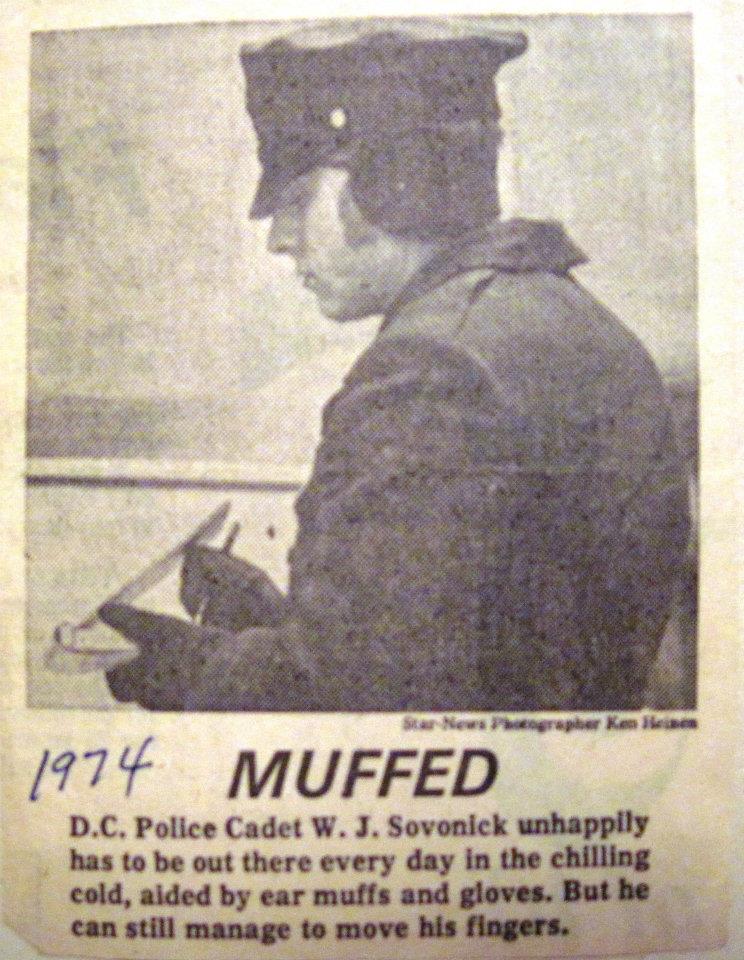 Star-News Photographer Ken Heinen
1974
MUFFED
D.C. Police Cadet W. J. Sovonick unhappily
has to be out there every day in the chilling
cold, aided by ear muffs and gloves. But he
can still manage to move his fingers.